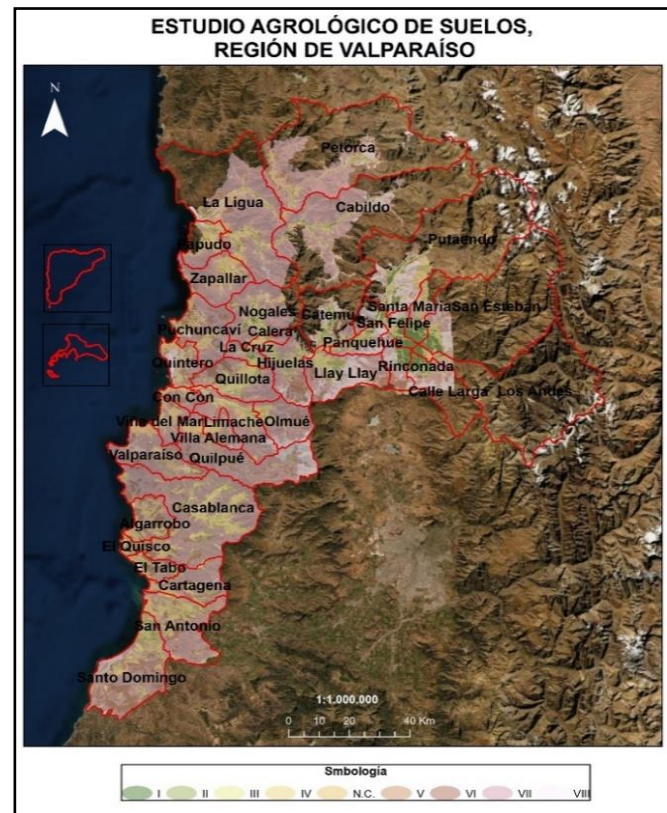 ESTUDIO AGROLÓGICO DE SUELOS,
REGIÓN DE VALPARAÍSO
N
Petorca
La Ligua
Cabildo
Papudo
Putaendo
Zapallar
Nogales
Catemu
Santa María
San Esteban
Puchuncaví
Calera
San Felipe
La Cruz
Panquehue
Quintero
Hijuelas
Llay Llay
Rinconada
Quillota
Calle Larga
Los Andes
Con Cón
Viña del Mar
Limache
Olmué
Villa Alemana
Valparaíso
Quilpué
Casablanca
Algarrobo
El Quisco
El Tabo
Cartagena
San Antonio
Santo Domingo
1:1.000.000
0 10 20 40 Km
Smbología
I II III IV N.C. V VI VII VIII